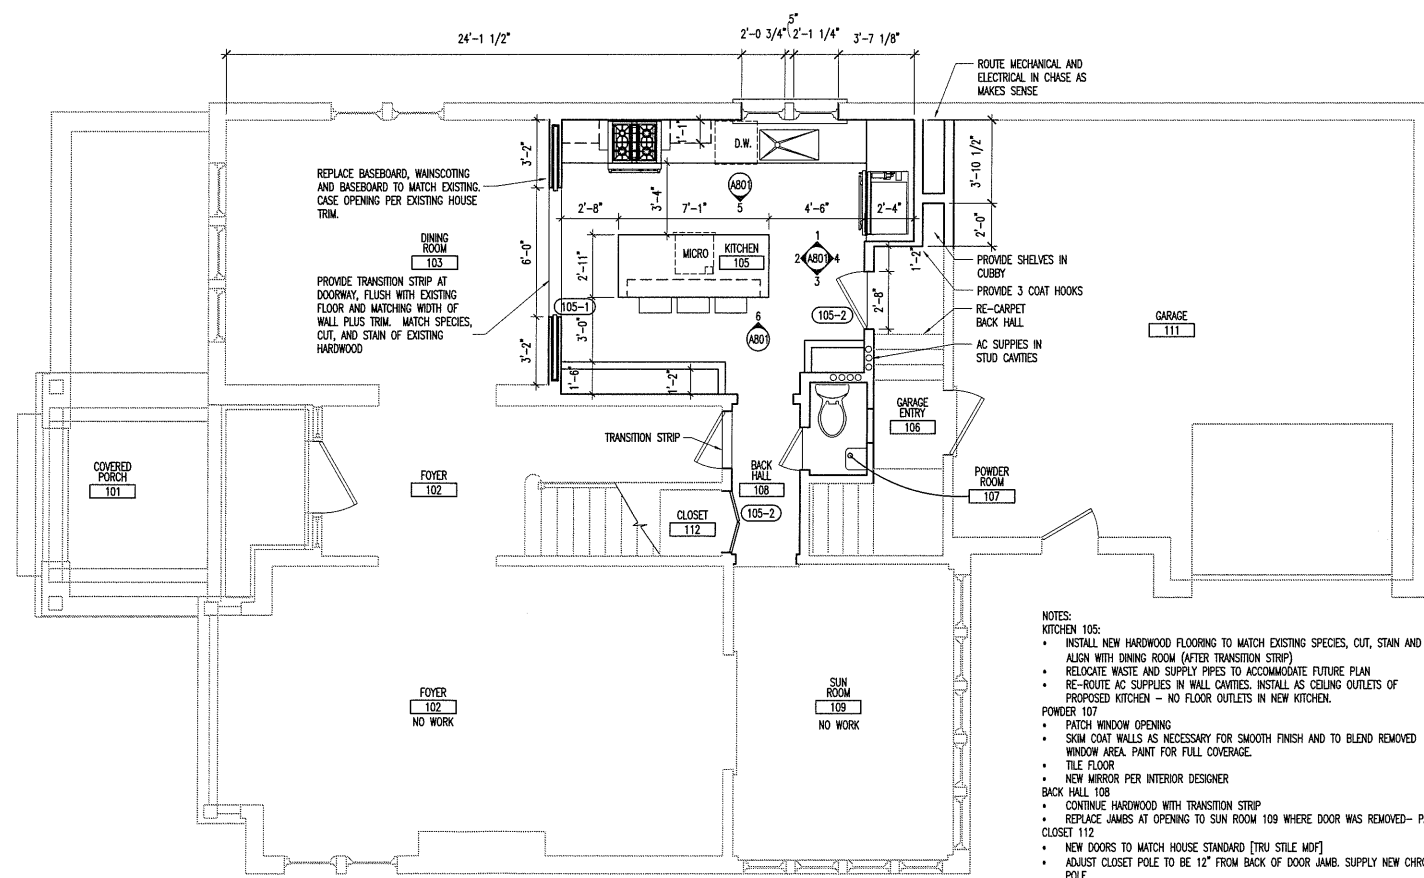 24'-1 1/2"
2'-0 3/4"
5"
2'-1 1/4"
3'-7 1/8"
ROUTE MECHANICAL AND
ELECTRICAL IN CHASE AS
MAKES SENSE
REPLACE BASEBOARD, WAINSCOTING
AND BASEBOARD TO MATCH EXISTING.
CASE OPENING PER EXISTING HOUSE
TRIM.
3'-2"
1'-1"
D.W.
3'-10 1/2"
A801
5
2'-8"
3'-4"
7'-1"
4'-6"
2'-4"
2'-0"
DINING
ROOM
103
6'-0"
2'-11"
MICRO
KITCHEN
105
1
2 A801 4
3
1'-2"
PROVIDE SHELVES IN
CUBBY
PROVIDE TRANSITION STRIP AT
DOORWAY, FLUSH WITH EXISTING
FLOOR AND MATCHING WIDTH OF
WALL PLUS TRIM. MATCH SPECIES,
CUT, AND STAIN OF EXISTING
HARDWOOD
105-1
105-2
2'-8"
PROVIDE 3 COAT HOOKS
RE-CARPET
BACK HALL
GARAGE
111
6
A801
3'-0"
3'-2"
AC SUPPIES IN
STUD CAVITIES
1'-6"
1'-2"
GARAGE
ENTRY
106
TRANSITION STRIP
COVERED
PORCH
101
FOYER
102
BACK
HALL
108
POWDER
ROOM
107
CLOSET
112
105-2
NOTES:
KITCHEN 105:
• INSTALL NEW HARDWOOD FLOORING TO MATCH EXISTING SPECIES, CUT, STAIN AND
ALIGN WITH DINING ROOM (AFTER TRANSITION STRIP)
• RELOCATE WASTE AND SUPPLY PIPES TO ACCOMMODATE FUTURE PLAN
• RE-ROUTE AC SUPPLIES IN WALL CAVITIES. INSTALL AS CEILING OUTLETS OF
PROPOSED KITCHEN – NO FLOOR OUTLETS IN NEW KITCHEN.
POWDER 107
• PATCH WINDOW OPENING
• SKIM COAT WALLS AS NECESSARY FOR SMOOTH FINISH AND TO BLEND REMOVED
WINDOW AREA. PAINT FOR FULL COVERAGE.
• TILE FLOOR
• NEW MIRROR PER INTERIOR DESIGNER
BACK HALL 108
• CONTINUE HARDWOOD WITH TRANSITION STRIP
• REPLACE JAMBS AT OPENING TO SUN ROOM 109 WHERE DOOR WAS REMOVED– P
CLOSET 112
• NEW DOORS TO MATCH HOUSE STANDARD [TRU STILE MDF]
• ADJUST CLOSET POLE TO BE 12" FROM BACK OF DOOR JAMB. SUPPLY NEW CHRO
POLE
FOYER
102
NO WORK
SUN
ROOM
109
NO WORK